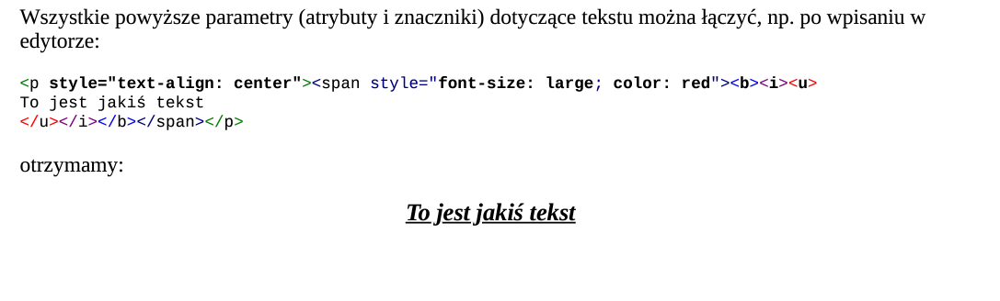 Wszystkie powyższe parametry (atrybuty i znaczniki) dotyczące tekstu można łączyć, np. po wpisaniu w
edytorze:
<p style="text-align: center"><span style="font-size: large; color: red"><b><i><u>
To jest jakiś tekst
</u></i></b></span></p>
otrzymamy:
To jest jakiś tekst